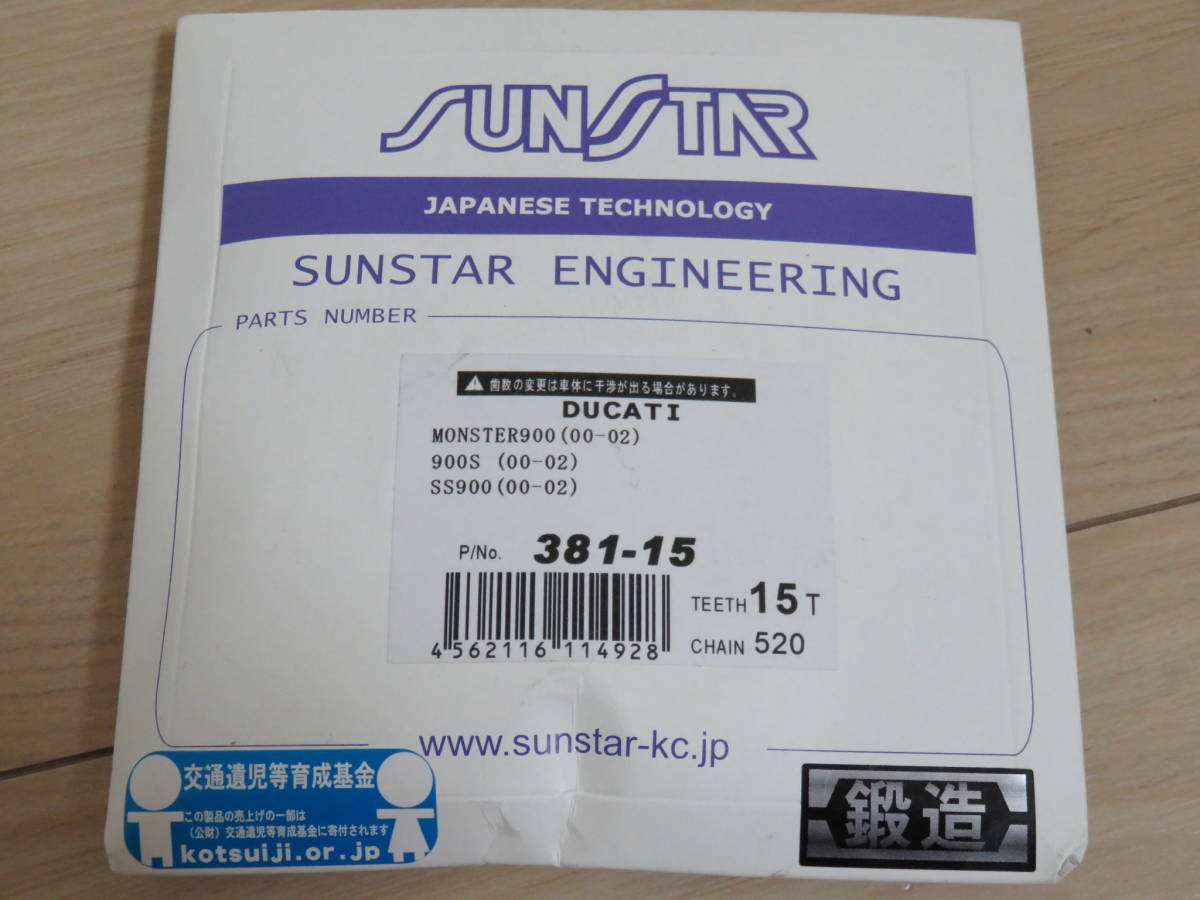 SUNSTAR
JAPANESE TECHNOLOGY
SUNSTAR ENGINEERING
PARTS NUMBER
歯数の変更は車体に干渉が出る場合があります。
DUCATI
MONSTER900(00-02)
900S (00-02)
SS900(00-02)
P/No. 381-15
TEETH 15T
4562116114928
CHAIN 520
www.sunstar-kc.jp
交通遺児等育成基金
この製品の売上げの一部は
(公財)交通遺児等育成基金に寄付されます
kotsuiji.or.jp
鍛造